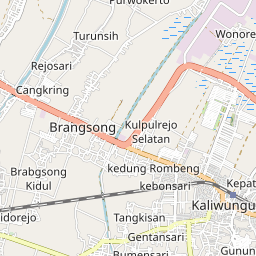 Purwokerto
Turunsih
Wonore
Rejosari
Cangkring
Brangsong
Kulpulrejo
Selatan
kedung Rombeng
Brabgsong
Kidul
kebonsari
Kepat
Kaliwungu
idorejo
Tangkisan
Gentansari
Gunun
Bumensari